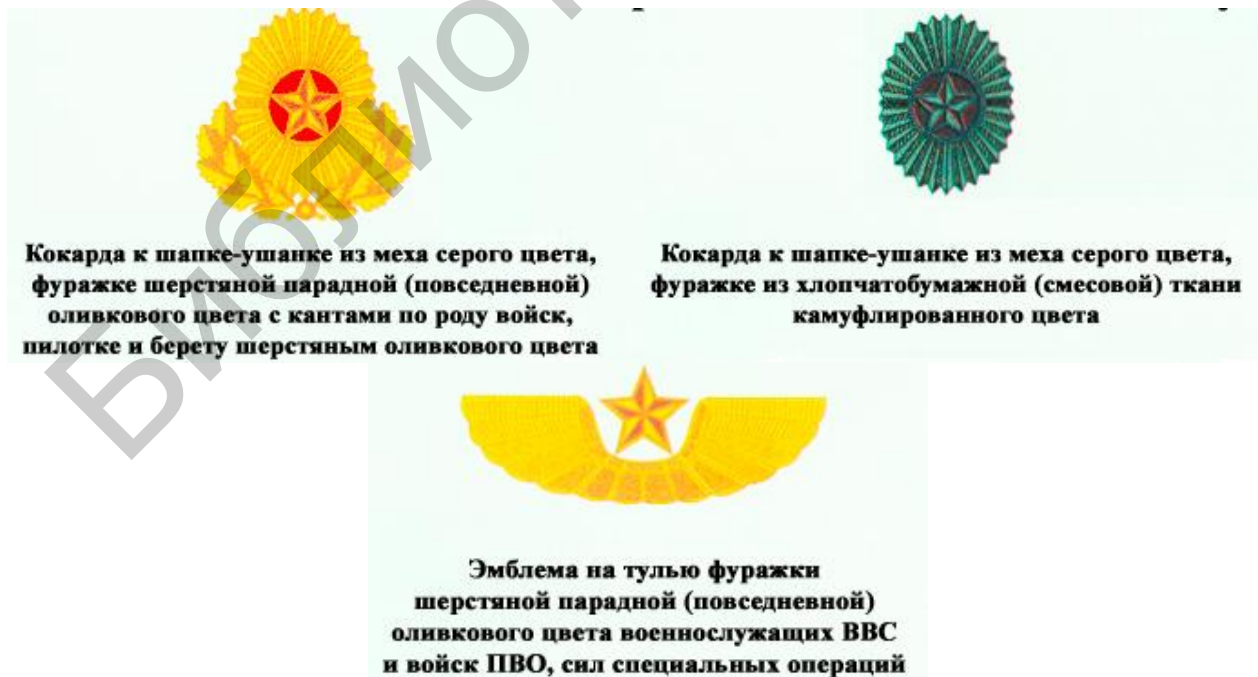 Кокарда к шапке-ушанке из меха серого цвета,
фуражке шерстяной парадной (повседневной)
оливкового цвета с кантами по роду войск,
пилотке и берету шерстяным оливкового цвета
Кокарда к шапке-ушанке из меха серого цвета,
фуражке из хлопчатобумажной (смесовой) ткани
камуфлированного цвета
Эмблема на тулью фуражки
шерстяной парадной (повседневной)
оливкового цвета военнослужащих ВВС
и войск ПВО, сил специальных операций
Библио